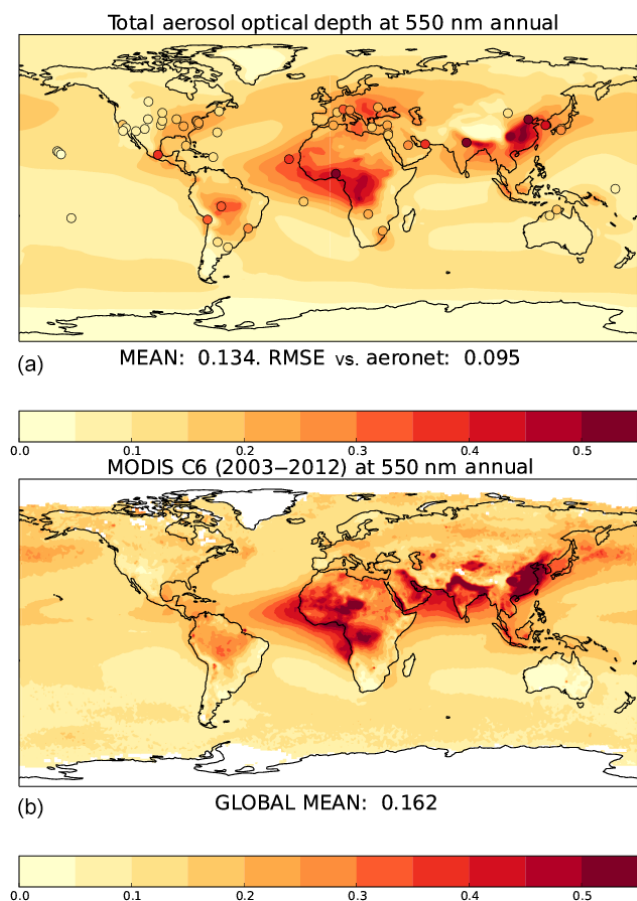 Total aerosol optical depth at 550 nm annual
(a) MEAN: 0.134. RMSE vs. aeronet: 0.095
0.0 0.1 0.2 0.3 0.4 0.5
MODIS C6 (2003−2012) at 550 nm annual
(b) GLOBAL MEAN: 0.162
0.0 0.1 0.2 0.3 0.4 0.5